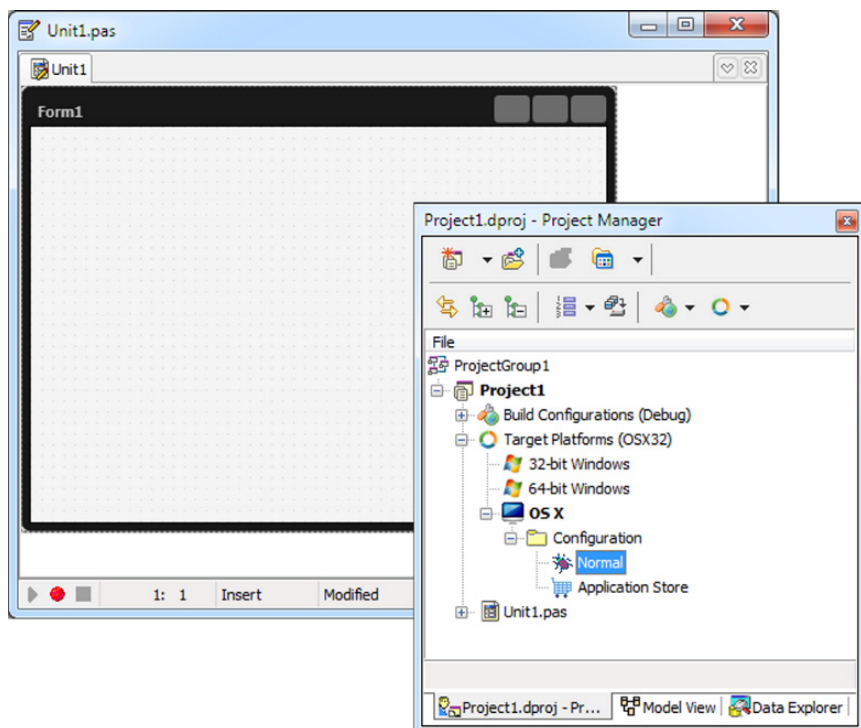 Unit1.pas
Unit1
Form1
1: 1 Insert Modified
Project1.dproj - Project Manager
File
ProjectGroup1
Project1
Build Configurations (Debug)
Target Platforms (OSX32)
32-bit Windows
64-bit Windows
OS X
Configuration
Normal
Application Store
Unit1.pas
Project1.dproj - Pr... Model View Data Explorer